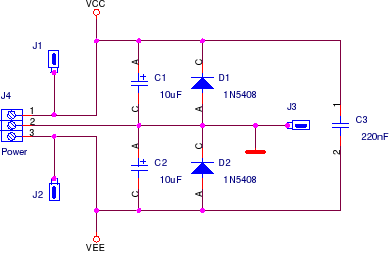 VCC
J1
A
C
C1
D1
10uF
1N5408
C
A
J4
1
2
3
Power
J3
1
C3
220nF
2
A
C
C2
D2
10uF
1N5408
C
A
J2
VEE